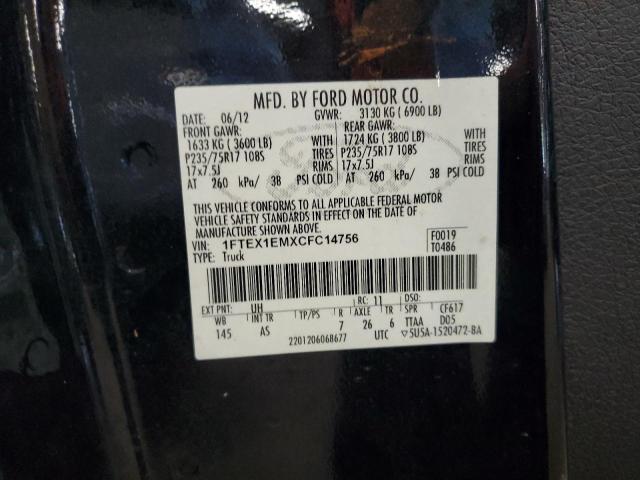 MFD. BY FORD MOTOR CO.
DATE: 06/12 GVWR: 3130 KG ( 6900 LB)
FRONT GAWR: REAR GAWR:
1633 KG ( 3600 LB) WITH 1724 KG ( 3800 LB) WITH
P235/75R17 108S TIRES P235/75R17 108S TIRES
17x7.5J RIMS 17x7.5J RIMS
AT 260 kPa/ 38 PSI COLD AT 260 kPa/ 38 PSI COLD
THIS VEHICLE CONFORMS TO ALL APPLICABLE FEDERAL MOTOR
VEHICLE SAFETY STANDARDS IN EFFECT ON THE DATE OF
MANUFACTURE SHOWN ABOVE.
VIN: 1FTEX1EMXCFC14756 F0019
TYPE: Truck T0486
EXT PNT: UH RC: 11 DSO:
WB INT TR TP/PS R AXLE TR SPR CF617
145 AS 7 26 6 TTAA D05
2201206068677 UTC ▽5U5A-1520472-BA
Ford